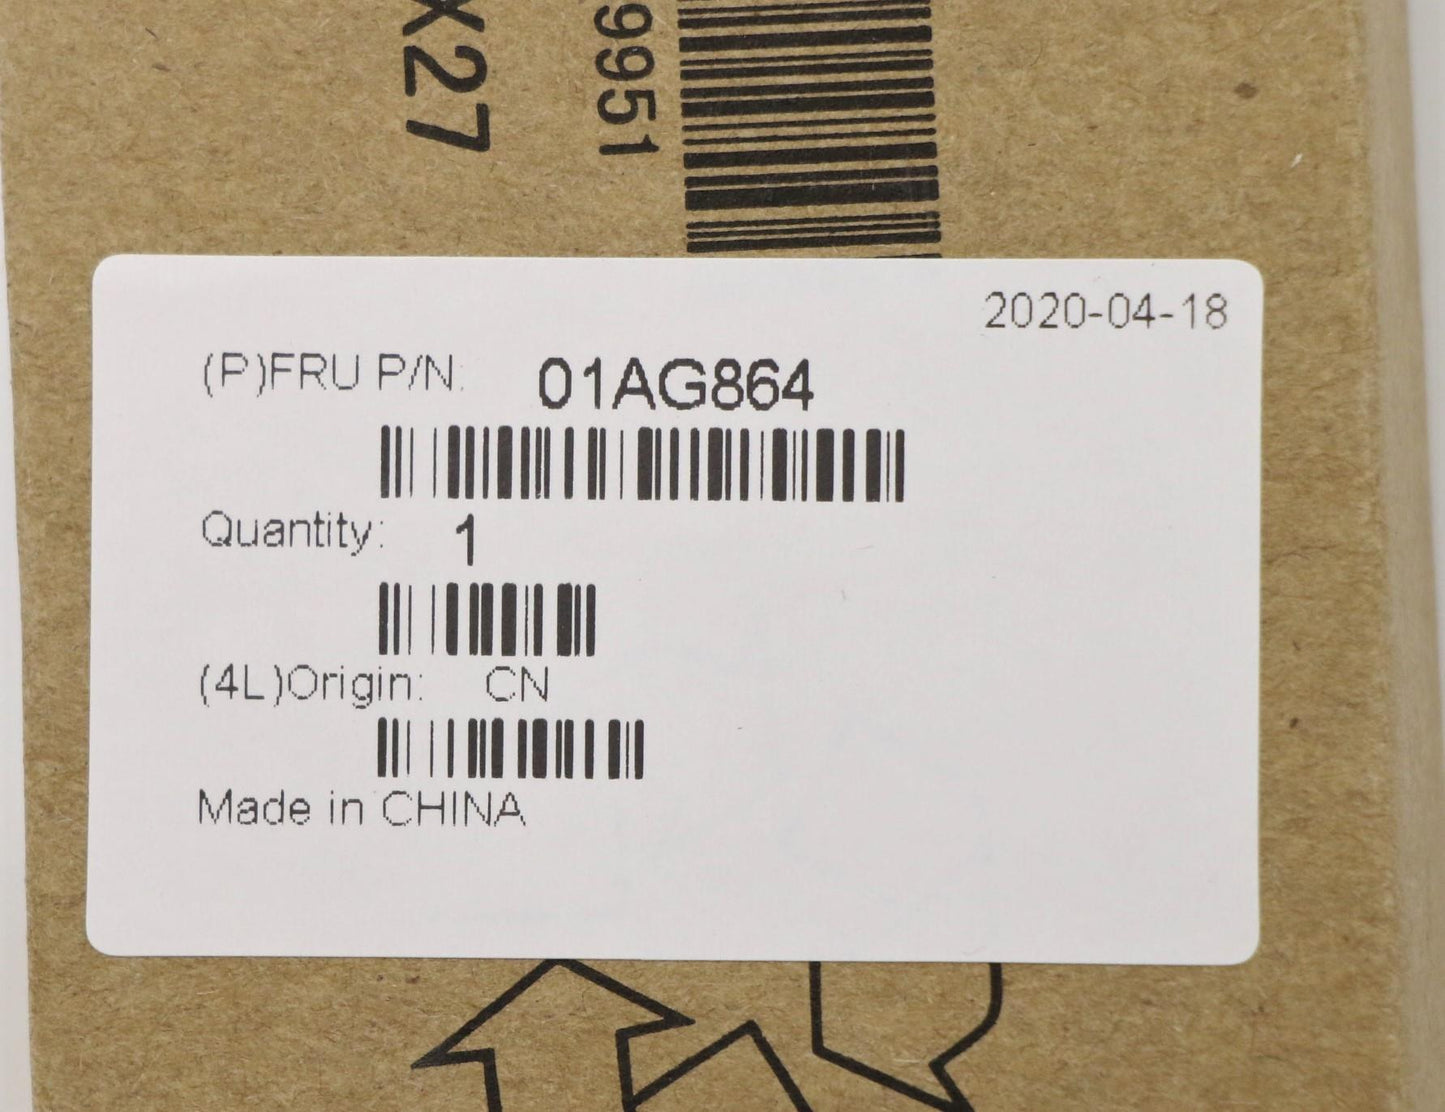 X27
9951
2020-04-18
(P)FRU P/N: 01AG864
Quantity: 1
(4L)Origin: CN
Made in CHINA